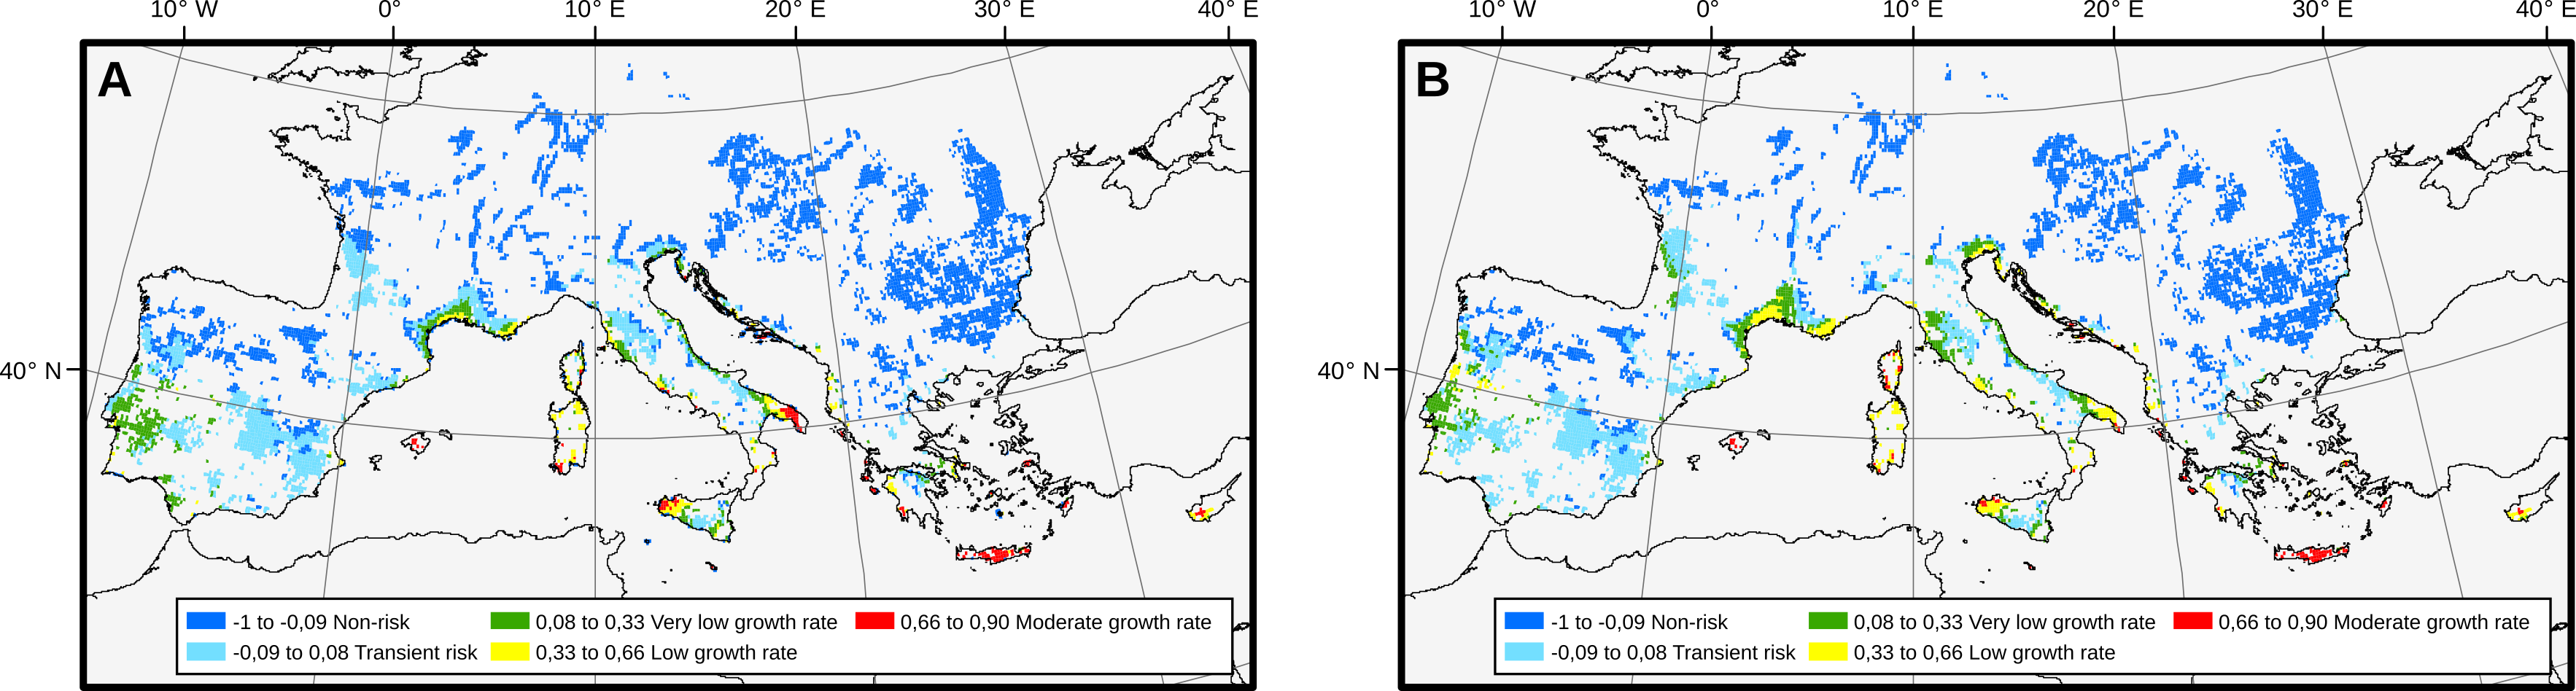 10° W 0° 10° E 20° E 30° E 40° E
A
40° N
-1 to -0,09 Non-risk 0,08 to 0,33 Very low growth rate 0,66 to 0,90 Moderate growth rate
-0,09 to 0,08 Transient risk 0,33 to 0,66 Low growth rate
10° W 0° 10° E 20° E 30° E 40° E
B
40° N
-1 to -0,09 Non-risk 0,08 to 0,33 Very low growth rate 0,66 to 0,90 Moderate growth rate
-0,09 to 0,08 Transient risk 0,33 to 0,66 Low growth rate